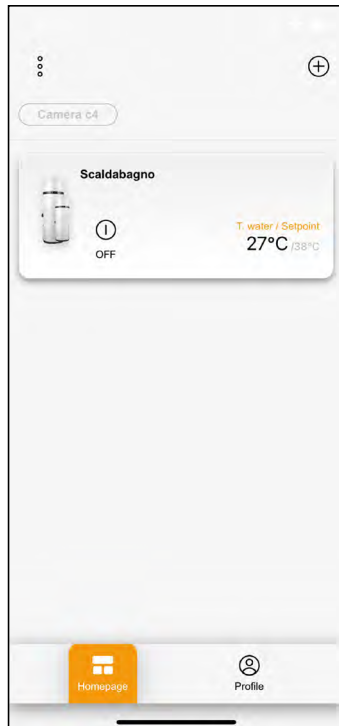 Camera c4
Scaldabagno
T. water / Setpoint
27°C /38°C
OFF
Homepage
Profile